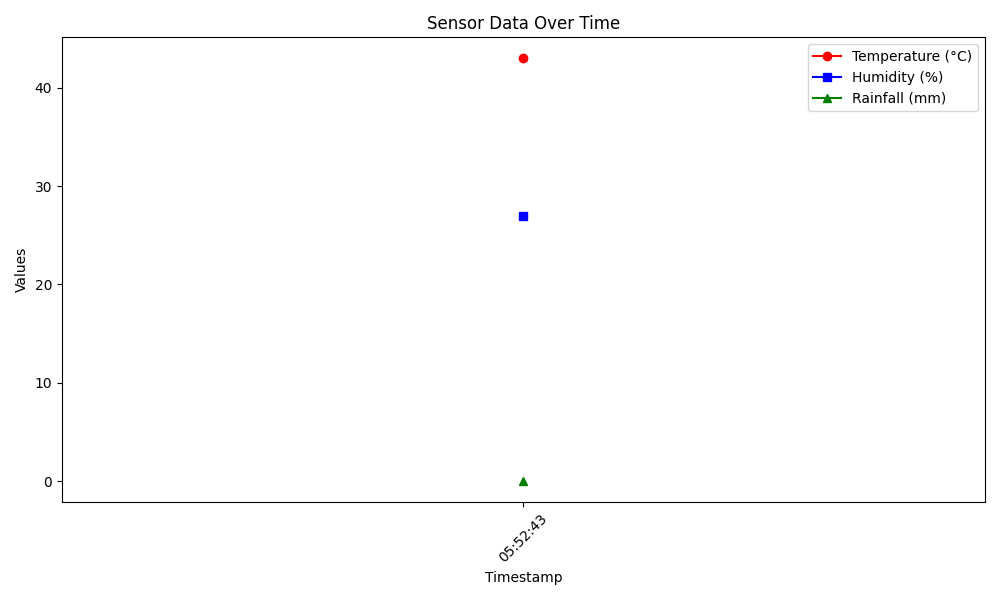 Sensor Data Over Time
Temperature (°C)
Humidity (%)
Rainfall (mm)
Values
40
30
20
10
0
05:52:43
Timestamp